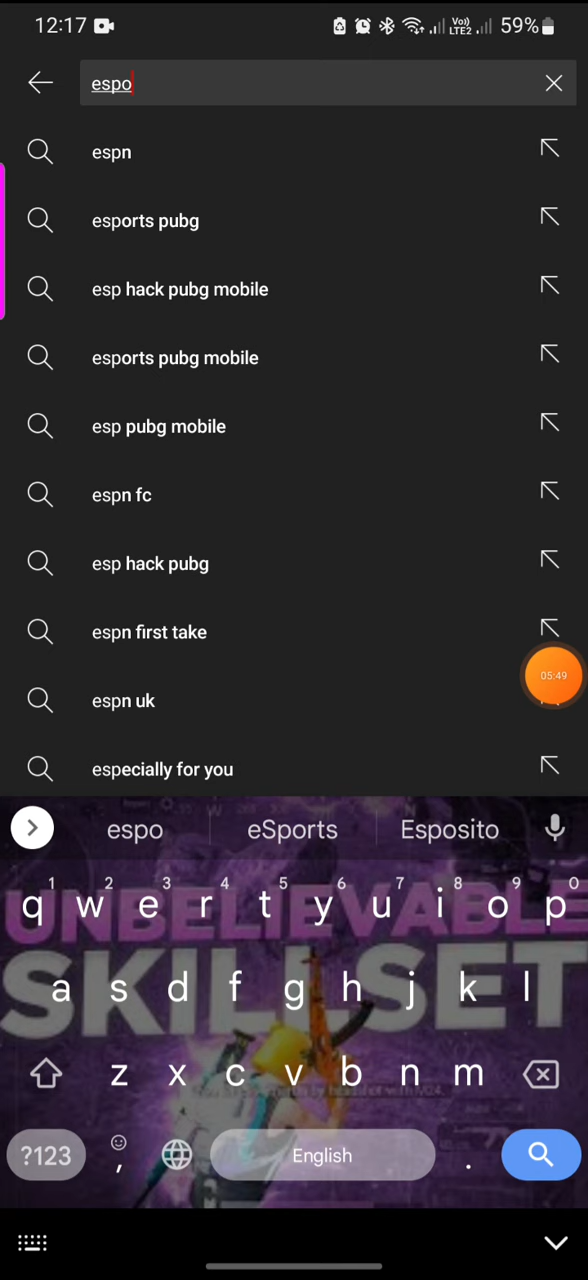 12:17
Vo)) LTE2 59%
espo
espn
esports pubg
esp hack pubg mobile
esports pubg mobile
esp pubg mobile
espn fc
esp hack pubg
espn first take
05:49
espn uk
especially for you
espo eSports Esposito
1 2 3 4 5 6 7 8 9 0
q w e r t y u i o p
UNBELIEVABLE
a s d f g h j k l
SKILLSET
z x c v b n m
?123 , English .